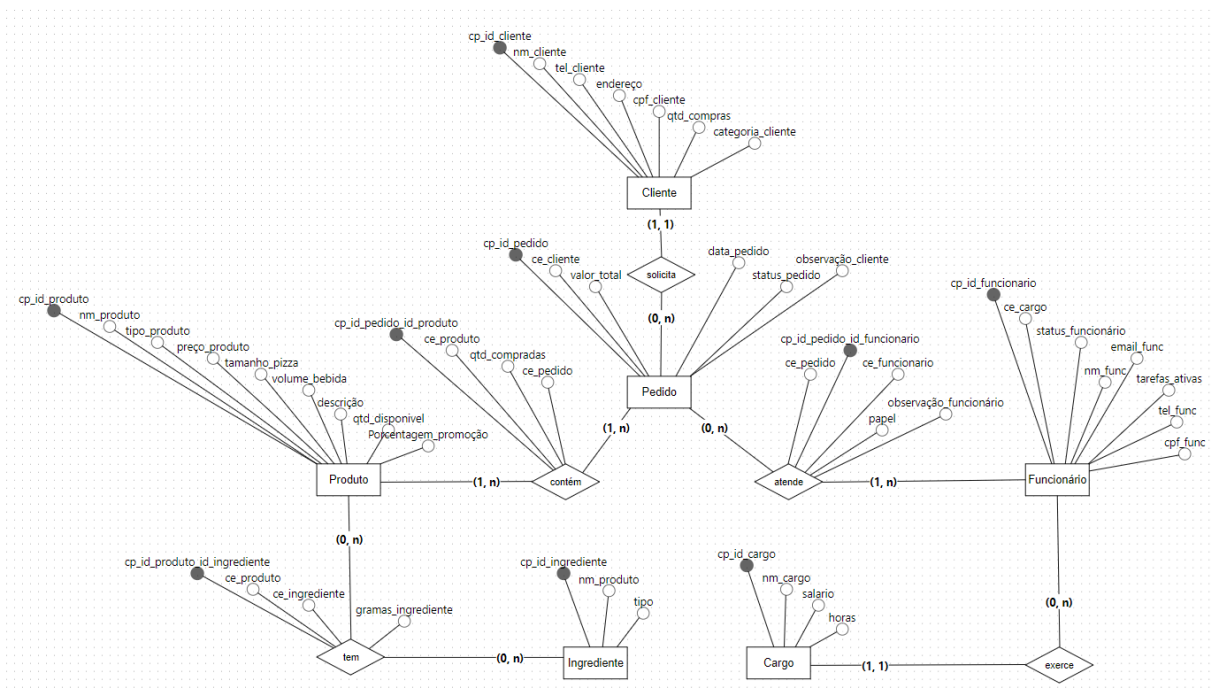 cp_id_cliente
nm_cliente
tel_cliente
endereço
cpf_cliente
qtd_compras
categoria_cliente
Cliente
(1, 1)
solicita
(0, n)
cp_id_pedido
ce_cliente
valor_total
data_pedido
status_pedido
observação_cliente
Pedido
cp_id_produto
nm_produto
tipo_produto
preço_produto
tamanho_pizza
volume_bebida
descrição
qtd_disponivel
Porcentagem_promoção
Produto
cp_id_pedido_id_produto
ce_produto
qtd_compradas
ce_pedido
(1, n)
(1, n)
contém
cp_id_pedido_id_funcionario
ce_pedido
ce_funcionario
observação_funcionário
papel
(0, n)
atende
(1, n)
cp_id_funcionario
ce_cargo
status_funcionário
email_func
nm_func
tarefas_ativas
tel_func
cpf_func
Funcionário
(0, n)
cp_id_produto_id_ingrediente
ce_produto
ce_ingrediente
gramas_ingrediente
tem
(0, n)
cp_id_ingrediente
nm_produto
tipo
Ingrediente
cp_id_cargo
nm_cargo
salario
horas
Cargo
(1, 1)
(0, n)
exerce